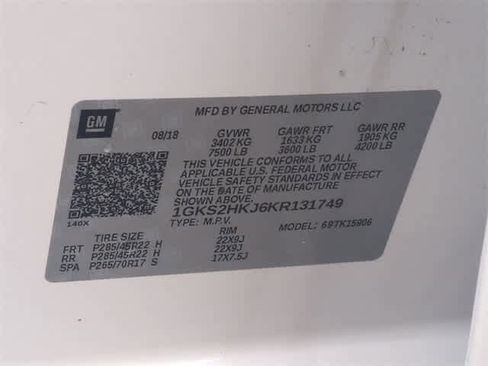 GM
MFD BY GENERAL MOTORS LLC
08/18 GVWR GAWR FRT GAWR RR
3402 KG 1633 KG 1905 KG
7500 LB 3600 LB 4200 LB
THIS VEHICLE CONFORMS TO ALL
APPLICABLE U.S. FEDERAL MOTOR
VEHICLE SAFETY STANDARDS IN EFFECT
ON THE DATE OF MANUFACTURE SHOWN ABOVE.
1GKS2HKJ6KR131749
TYPE: M.P.V. MODEL: 69TK15906
140X
TIRE SIZE RIM
FRT P285/45R22 H 22X9J
RR P285/45R22 H 22X9J
SPA P265/70R17 S 17X7.5J